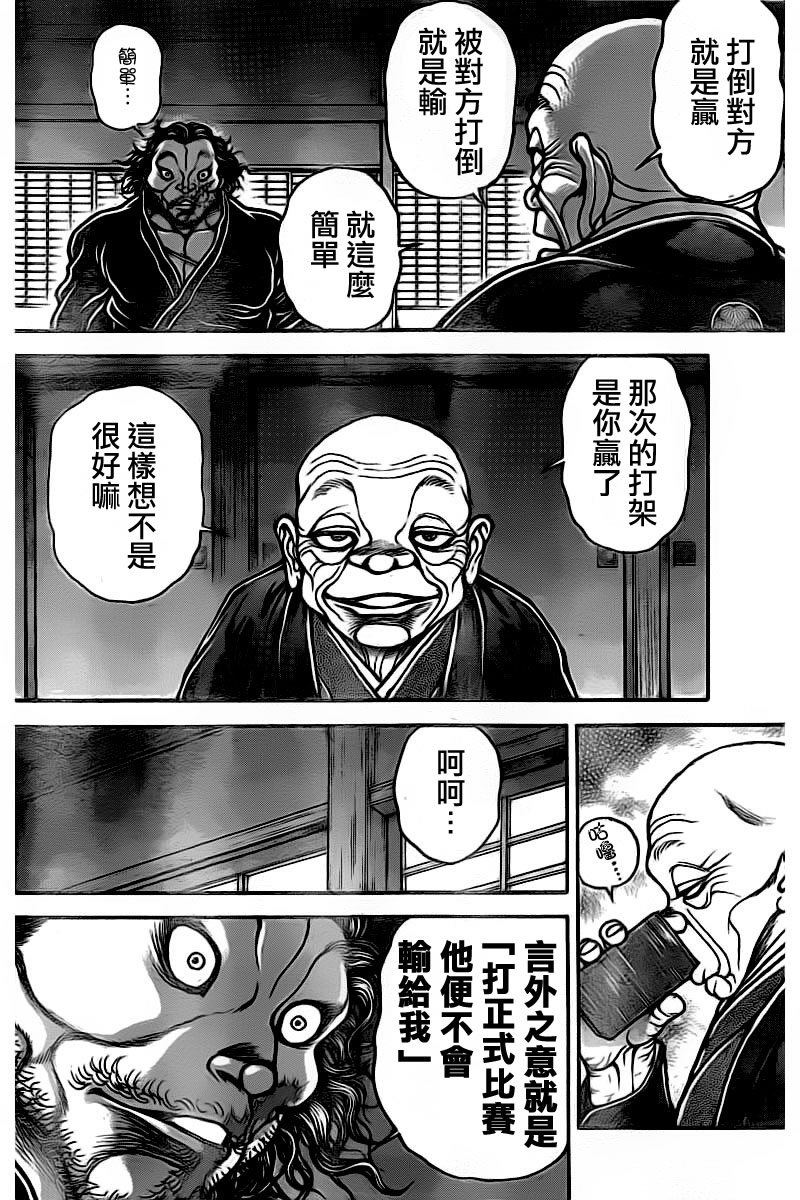 打倒對方
就是贏
被對方打倒
就是輸
就這麼
簡單
簡單…
那次的打架
是你贏了
這樣想不是
很好嘛
咕嚕…
呵呵…
言外之意就是
「打正式比賽
他便不會
輸給我」